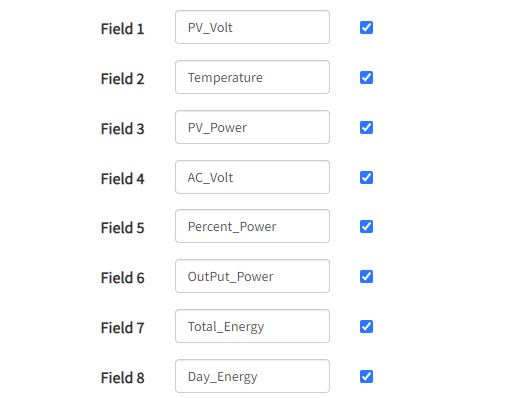 Field 1 PV_Volt
Field 2 Temperature
Field 3 PV_Power
Field 4 AC_Volt
Field 5 Percent_Power
Field 6 OutPut_Power
Field 7 Total_Energy
Field 8 Day_Energy